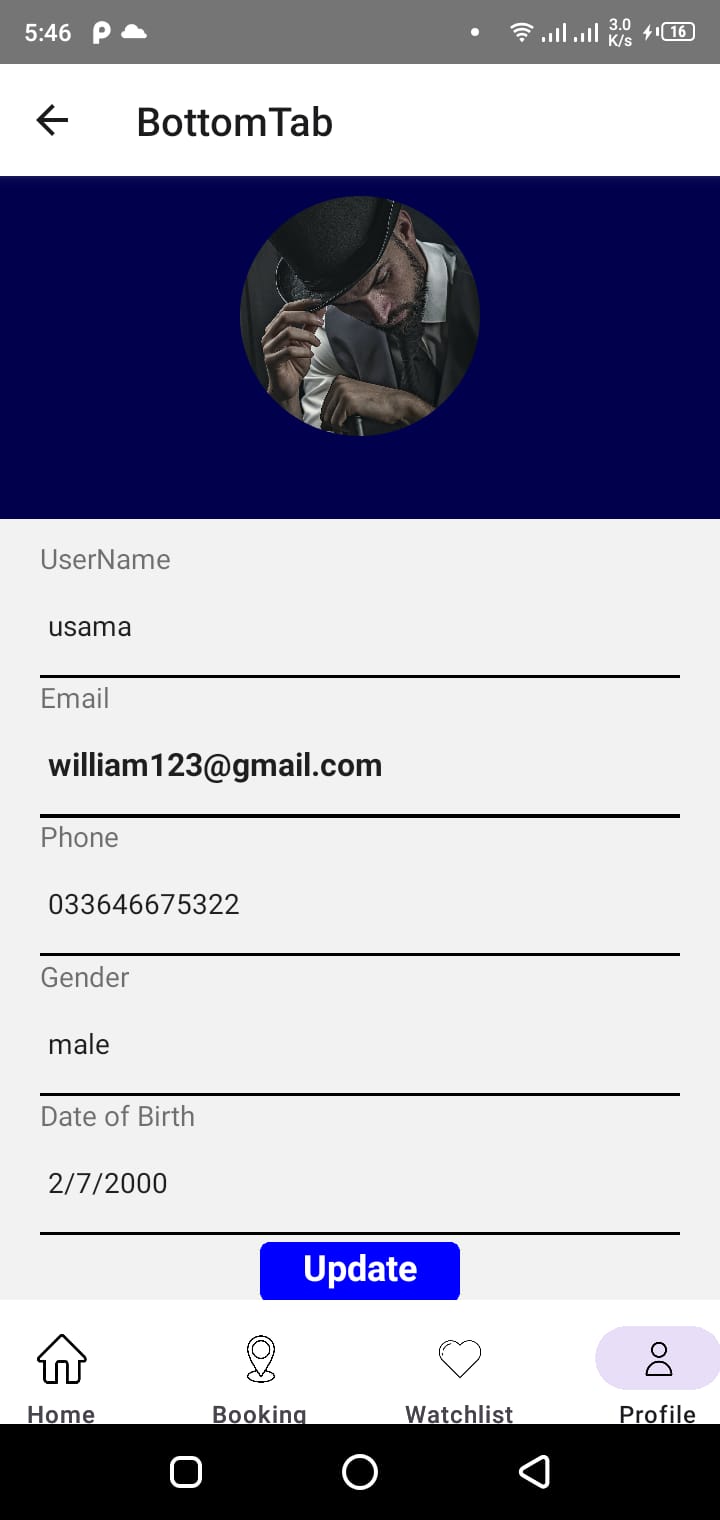 5:46
3.0
K/s
16
BottomTab
UserName
usama
Email
william123@gmail.com
Phone
033646675322
Gender
male
Date of Birth
2/7/2000
Update
Home Booking Watchlist Profile